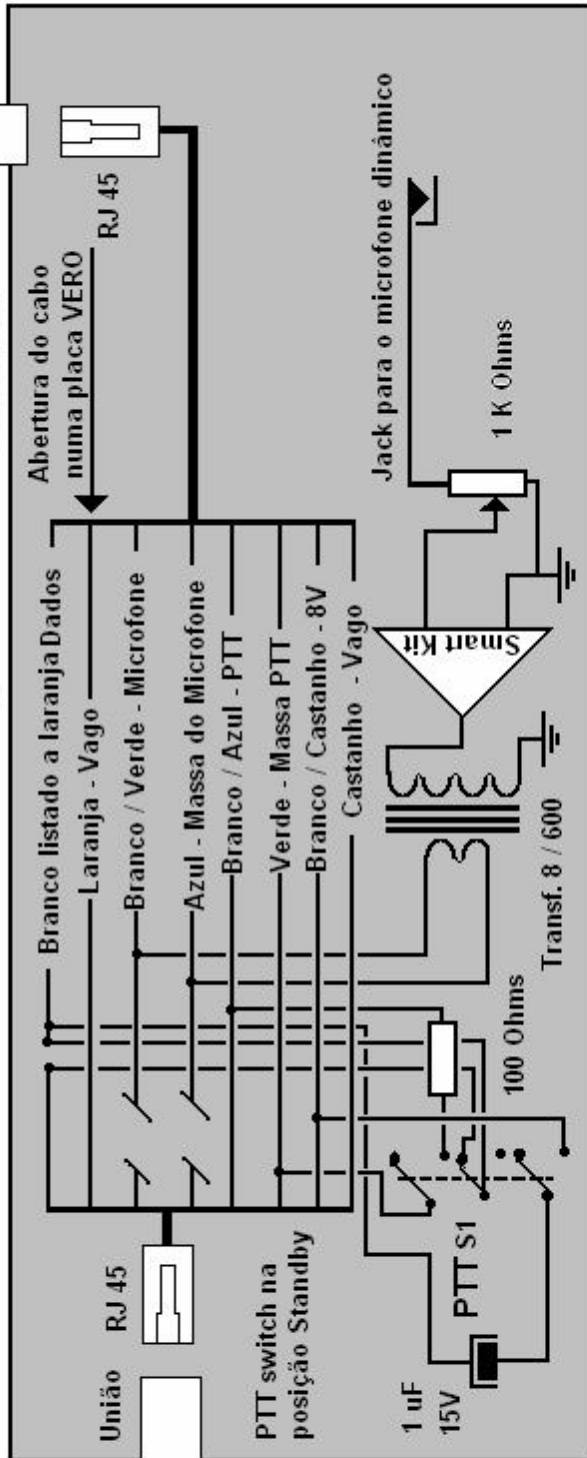 União
RJ 45
PTT switch na
posição Standby
1 uF
15V
PTT S1
100 Ohms
Transf. 8 / 600
Branco listado a laranja Dados
Laranja - Vago
Branco / Verde - Microfone
Azul - Massa do Microfone
Branco / Azul - PTT
Verde - Massa PTT
Branco / Castanho - 8V
Castanho - Vago
Smart Kit
Abertura do cabo
numa placa VERO
RJ 45
Jack para o microfone dinâmico
1 K Ohms